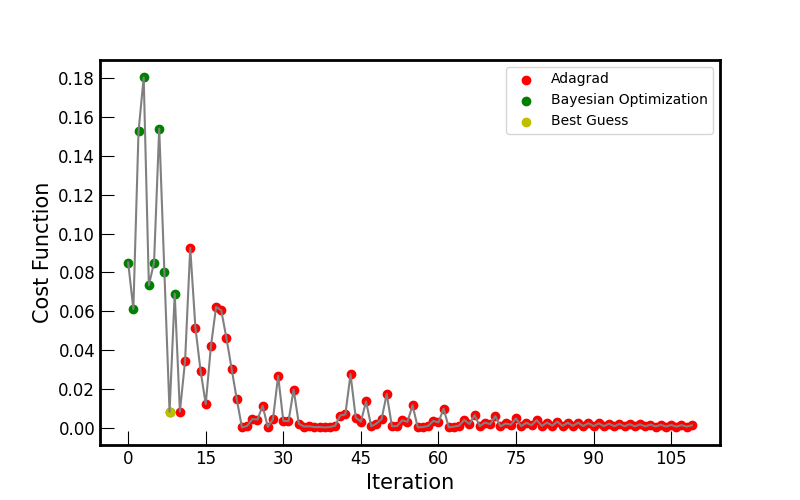 Cost Function
0.18
0.16
0.14
0.12
0.10
0.08
0.06
0.04
0.02
0.00
Adagrad
Bayesian Optimization
Best Guess
0 15 30 45 60 75 90 105
Iteration